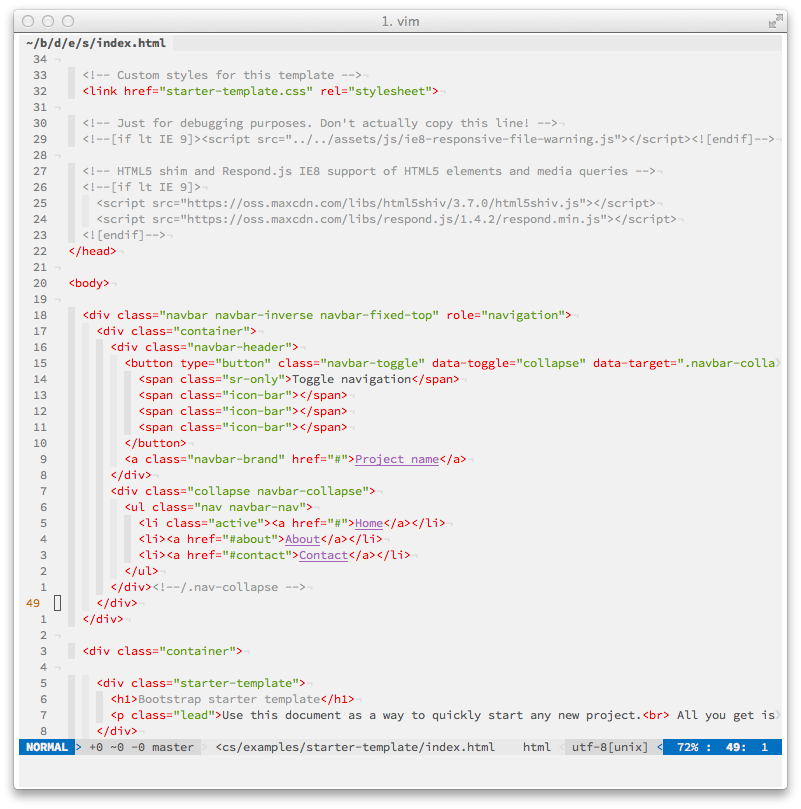 1. vim
~/b/d/e/s/index.html
34 ¬
33 <!-- Custom styles for this template -->¬
32 <link href="starter-template.css" rel="stylesheet">¬
31 ¬
30 <!-- Just for debugging purposes. Don't actually copy this line! -->¬
29 <!--[if lt IE 9]><script src="../../assets/js/ie8-responsive-file-warning.js"></script><![endif]-->¬
28 ¬
27 <!-- HTML5 shim and Respond.js IE8 support of HTML5 elements and media queries -->¬
26 <!--[if lt IE 9]>¬
25 <script src="https://oss.maxcdn.com/libs/html5shiv/3.7.0/html5shiv.js"></script>¬
24 <script src="https://oss.maxcdn.com/libs/respond.js/1.4.2/respond.min.js"></script>¬
23 <![endif]-->¬
22 </head>¬
21 ¬
20 <body>¬
19 ¬
18 <div class="navbar navbar-inverse navbar-fixed-top" role="navigation">¬
17 <div class="container">¬
16 <div class="navbar-header">¬
15 <button type="button" class="navbar-toggle" data-toggle="collapse" data-target=".navbar-colla>
14 <span class="sr-only">Toggle navigation</span>¬
13 <span class="icon-bar"></span>¬
12 <span class="icon-bar"></span>¬
11 <span class="icon-bar"></span>¬
10 </button>¬
9 <a class="navbar-brand" href="#">Project name</a>¬
8 </div>¬
7 <div class="collapse navbar-collapse">¬
6 <ul class="nav navbar-nav">¬
5 <li class="active"><a href="#">Home</a></li>¬
4 <li><a href="#about">About</a></li>¬
3 <li><a href="#contact">Contact</a></li>¬
2 </ul>¬
1 </div><!--/.nav-collapse -->¬
49 </div>¬
1 </div>¬
2 ¬
3 <div class="container">¬
4 ¬
5 <div class="starter-template">¬
6 <h1>Bootstrap starter template</h1>¬
7 <p class="lead">Use this document as a way to quickly start any new project.<br> All you get is>
8 </div>¬
NORMAL > +0 ~0 -0 master > <cs/examples/starter-template/index.html html < utf-8[unix] < 72% : 49: 1